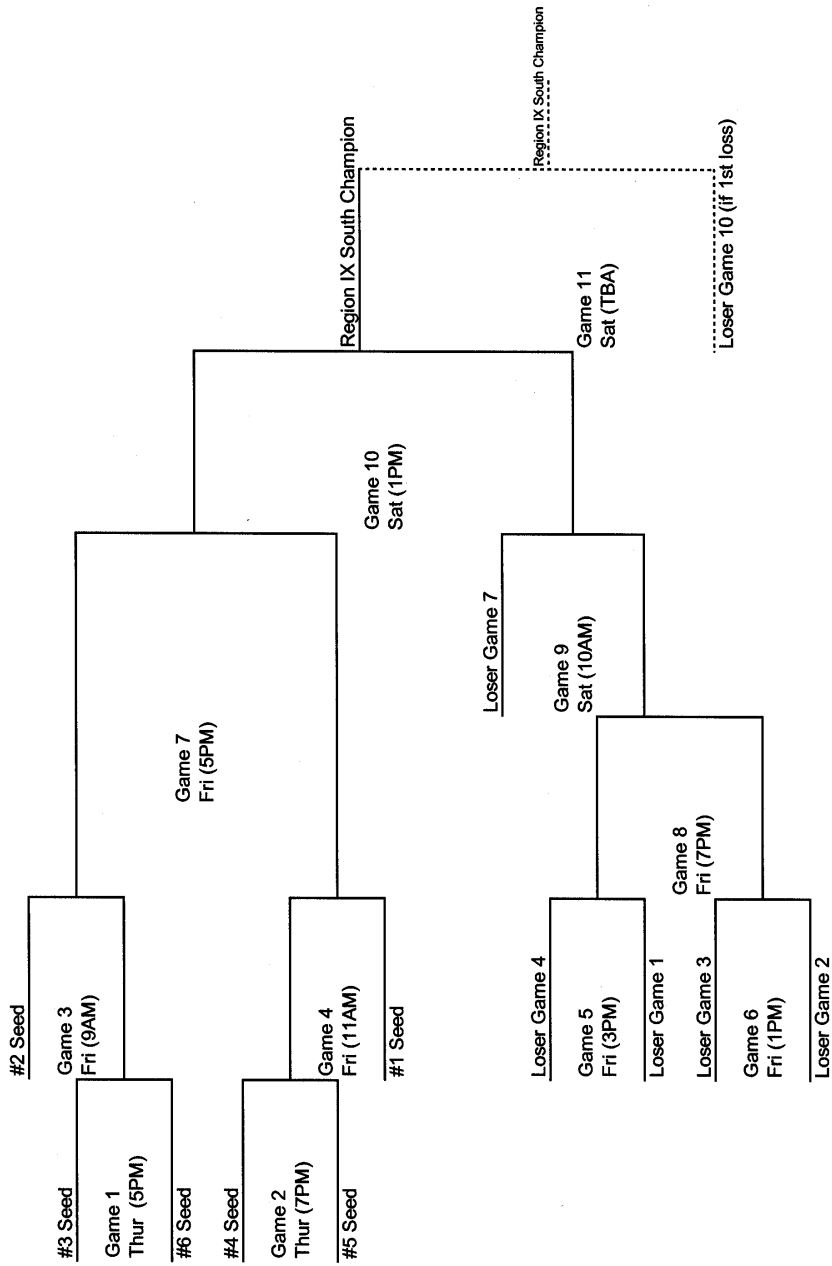 #3 Seed
Game 1
Thur (5PM)
#6 Seed
#4 Seed
Game 2
Thur (7PM)
#5 Seed
#2 Seed
Game 3
Fri (9AM)
Game 4
Fri (11AM)
#1 Seed
Loser Game 4
Game 5
Fri (3PM)
Loser Game 1
Loser Game 3
Game 6
Fri (1PM)
Loser Game 2
Game 7
Fri (5PM)
Game 8
Fri (7PM)
Loser Game 7
Game 9
Sat (10AM)
Game 10
Sat (1PM)
Region IX South Champion
Game 11
Sat (TBA)
Loser Game 10 (if 1st loss)
Region IX South Champion